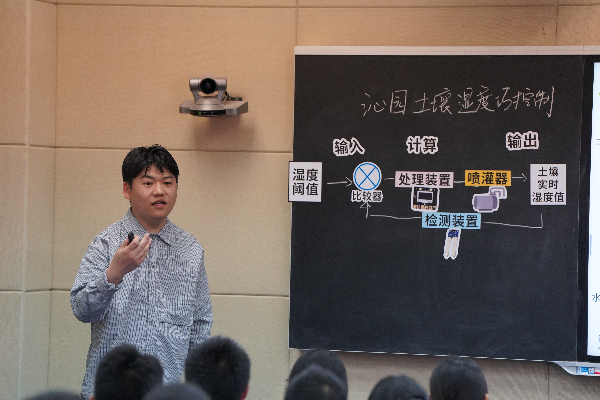 沁园土壤湿度巧控制
输入
计算
输出
湿度
阈值
比较器
处理装置
喷灌器
土壤
实时
湿度值
检测装置
水